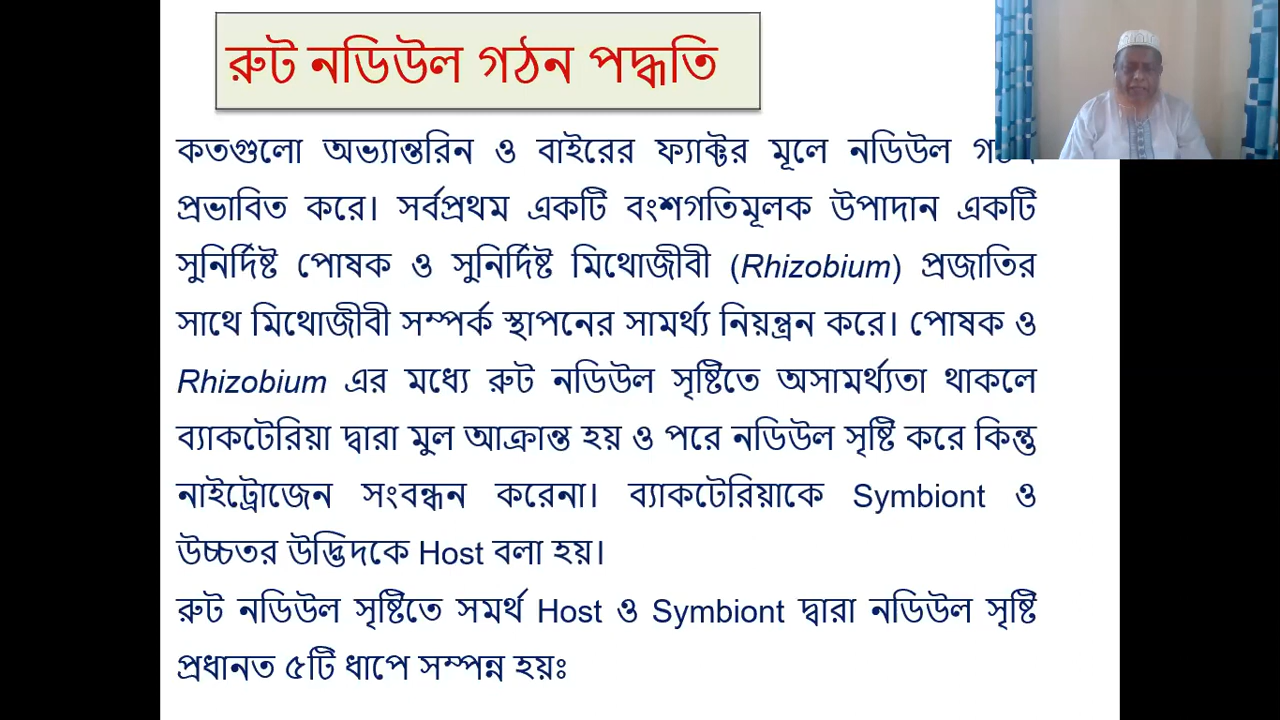 রুট নডিউল গঠন পদ্ধতি
কতগুলো অভ্যান্তরিন ও বাইরের ফ্যাক্টর মূলে নডিউল
প্রভাবিত করে। সর্বপ্রথম একটি বংশগতিমূলক উপাদান একটি
সুনির্দিষ্ট পোষক ও সুনির্দিষ্ট মিথোজীবী (Rhizobium) প্রজাতির
সাথে মিথোজীবী সম্পর্ক স্থাপনের সামর্থ্য নিয়ন্ত্রন করে। পোষক ও
Rhizobium এর মধ্যে রুট নডিউল সৃষ্টিতে অসামর্থ্যতা থাকলে
ব্যাকটেরিয়া দ্বারা মুল আক্রান্ত হয় ও পরে নডিউল সৃষ্টি করে কিন্তু
নাইট্রোজেন সংবন্ধন করেনা। ব্যাকটেরিয়াকে Symbiont ও
উচ্চতর উদ্ভিদকে Host বলা হয়।
রুট নডিউল সৃষ্টিতে সমর্থ Host ও Symbiont দ্বারা নডিউল সৃষ্টি
প্রধানত ৫টি ধাপে সম্পন্ন হয়ঃ